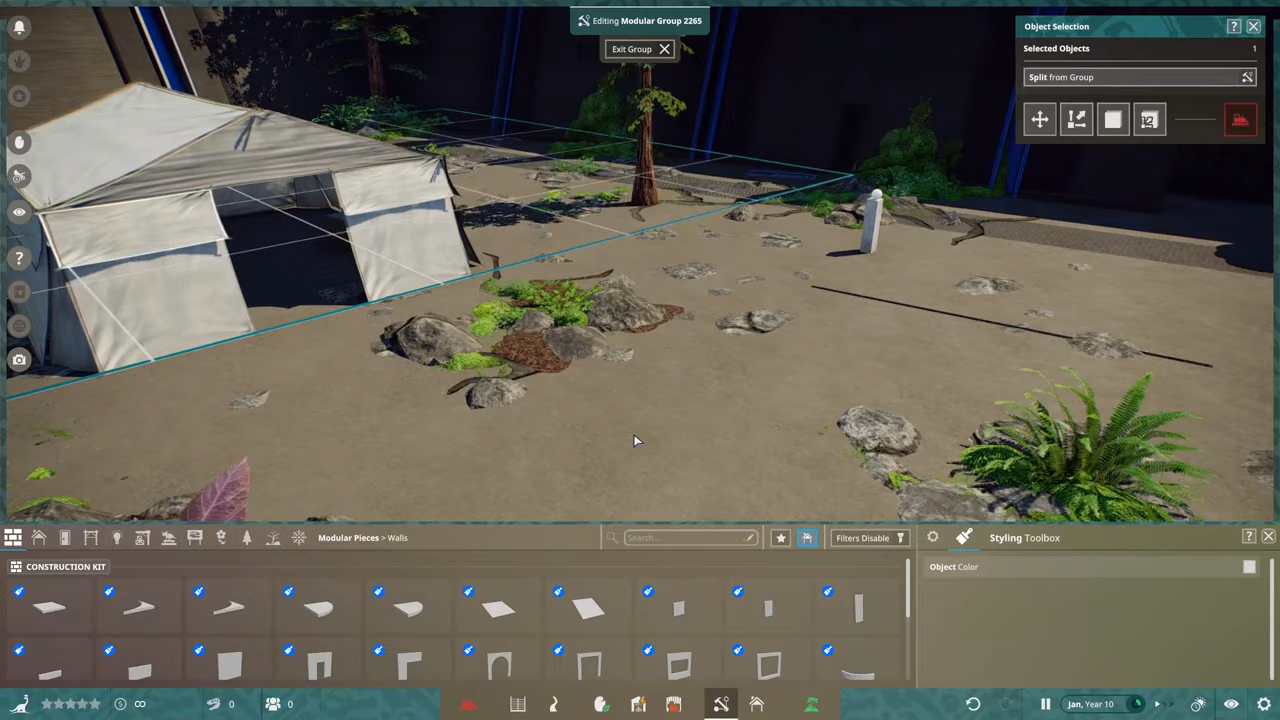 Editing Modular Group 2265
Exit Group
Object Selection
?
Selected Objects 1
Split from Group
12
?
Modular Pieces > Walls
Search...
Filters Disable
Styling Toolbox
?
CONSTRUCTION KIT
Object Color
∞
0
0
Jan, Year 10